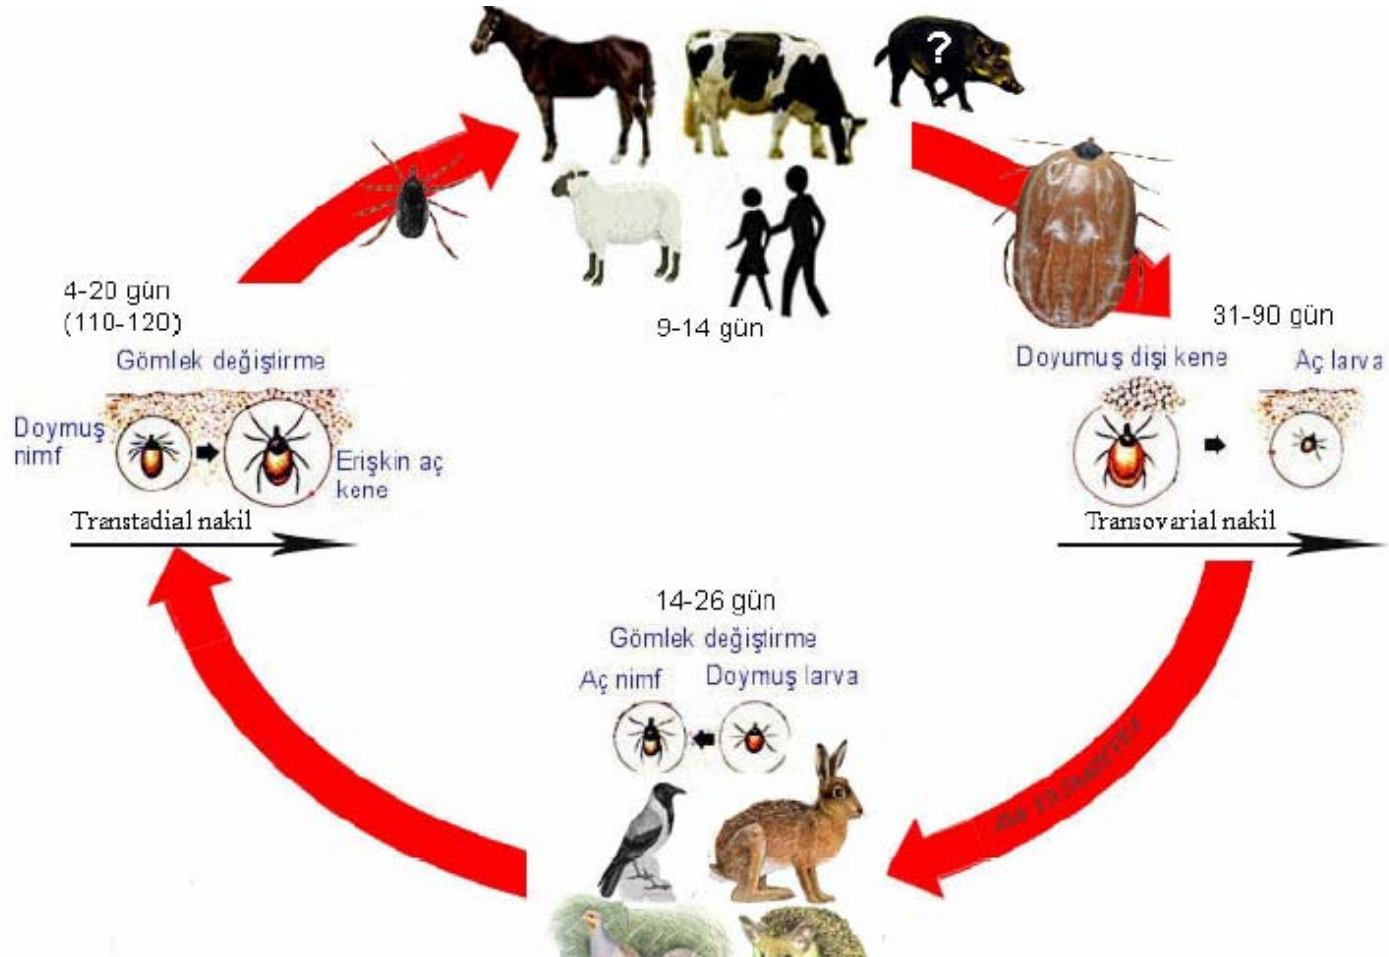 ?
4-20 gün
(110-120)
9-14 gün
31-90 gün
Gömlek değiştirme
Doyumuş dişi kene
Aç larva
Doymuş
nimf
Erişkin aç
kene
Transtadial nakil
Transovarial nakil
14-26 gün
Gömlek değiştirme
Aç nimf
Doymuş larva